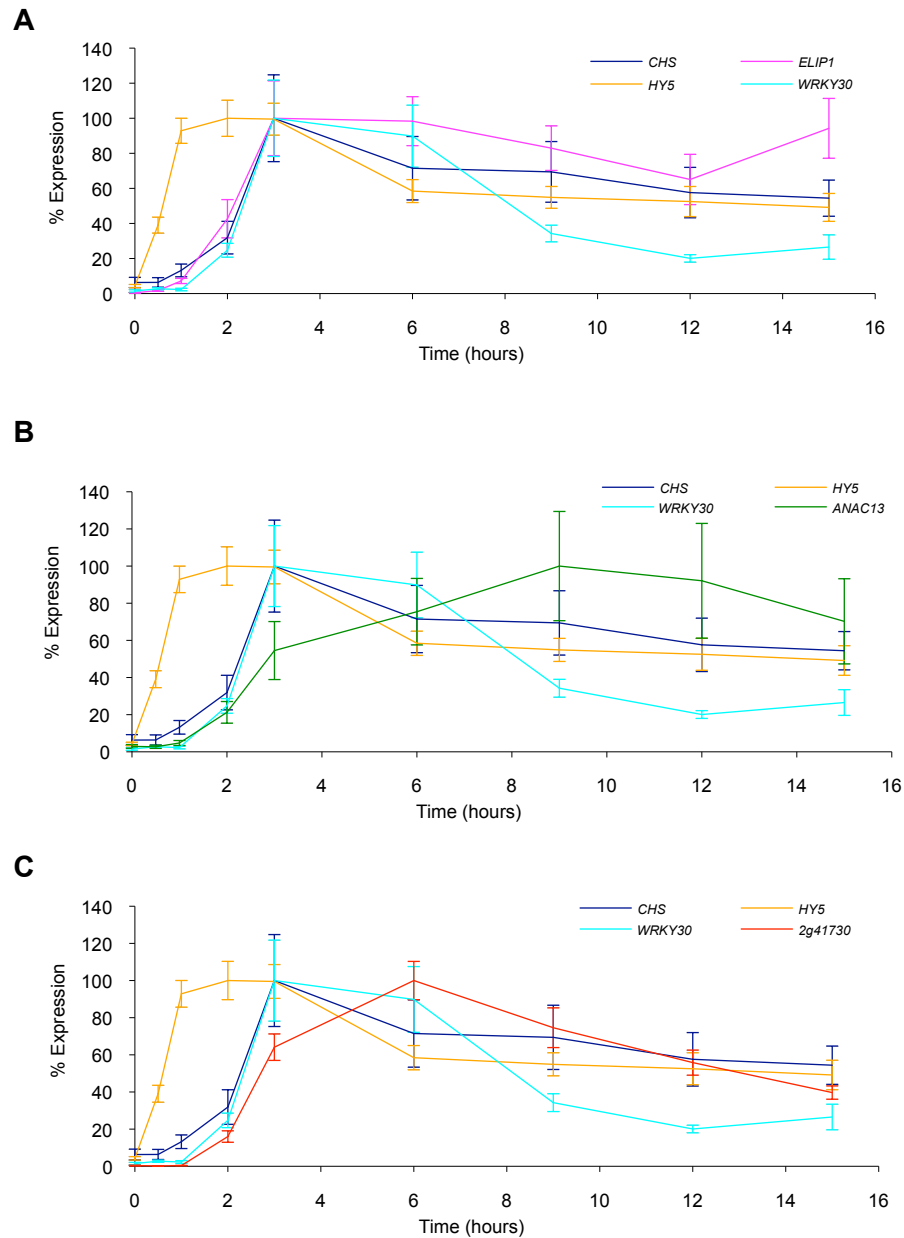 A
CHS ELIP1
HY5 WRKY30
140
120
100
80
60
40
20
0
% Expression
0 2 4 6 8 10 12 14 16
Time (hours)
B
CHS HY5
WRKY30 ANAC13
140
120
100
80
60
40
20
0
% Expression
0 2 4 6 8 10 12 14 16
Time (hours)
C
CHS HY5
WRKY30 2g41730
140
120
100
80
60
40
20
0
% Expression
0 2 4 6 8 10 12 14 16
Time (hours)